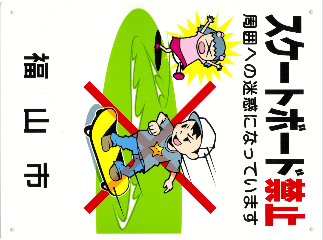 スケートボード禁止
周囲への迷惑になっています
福山市